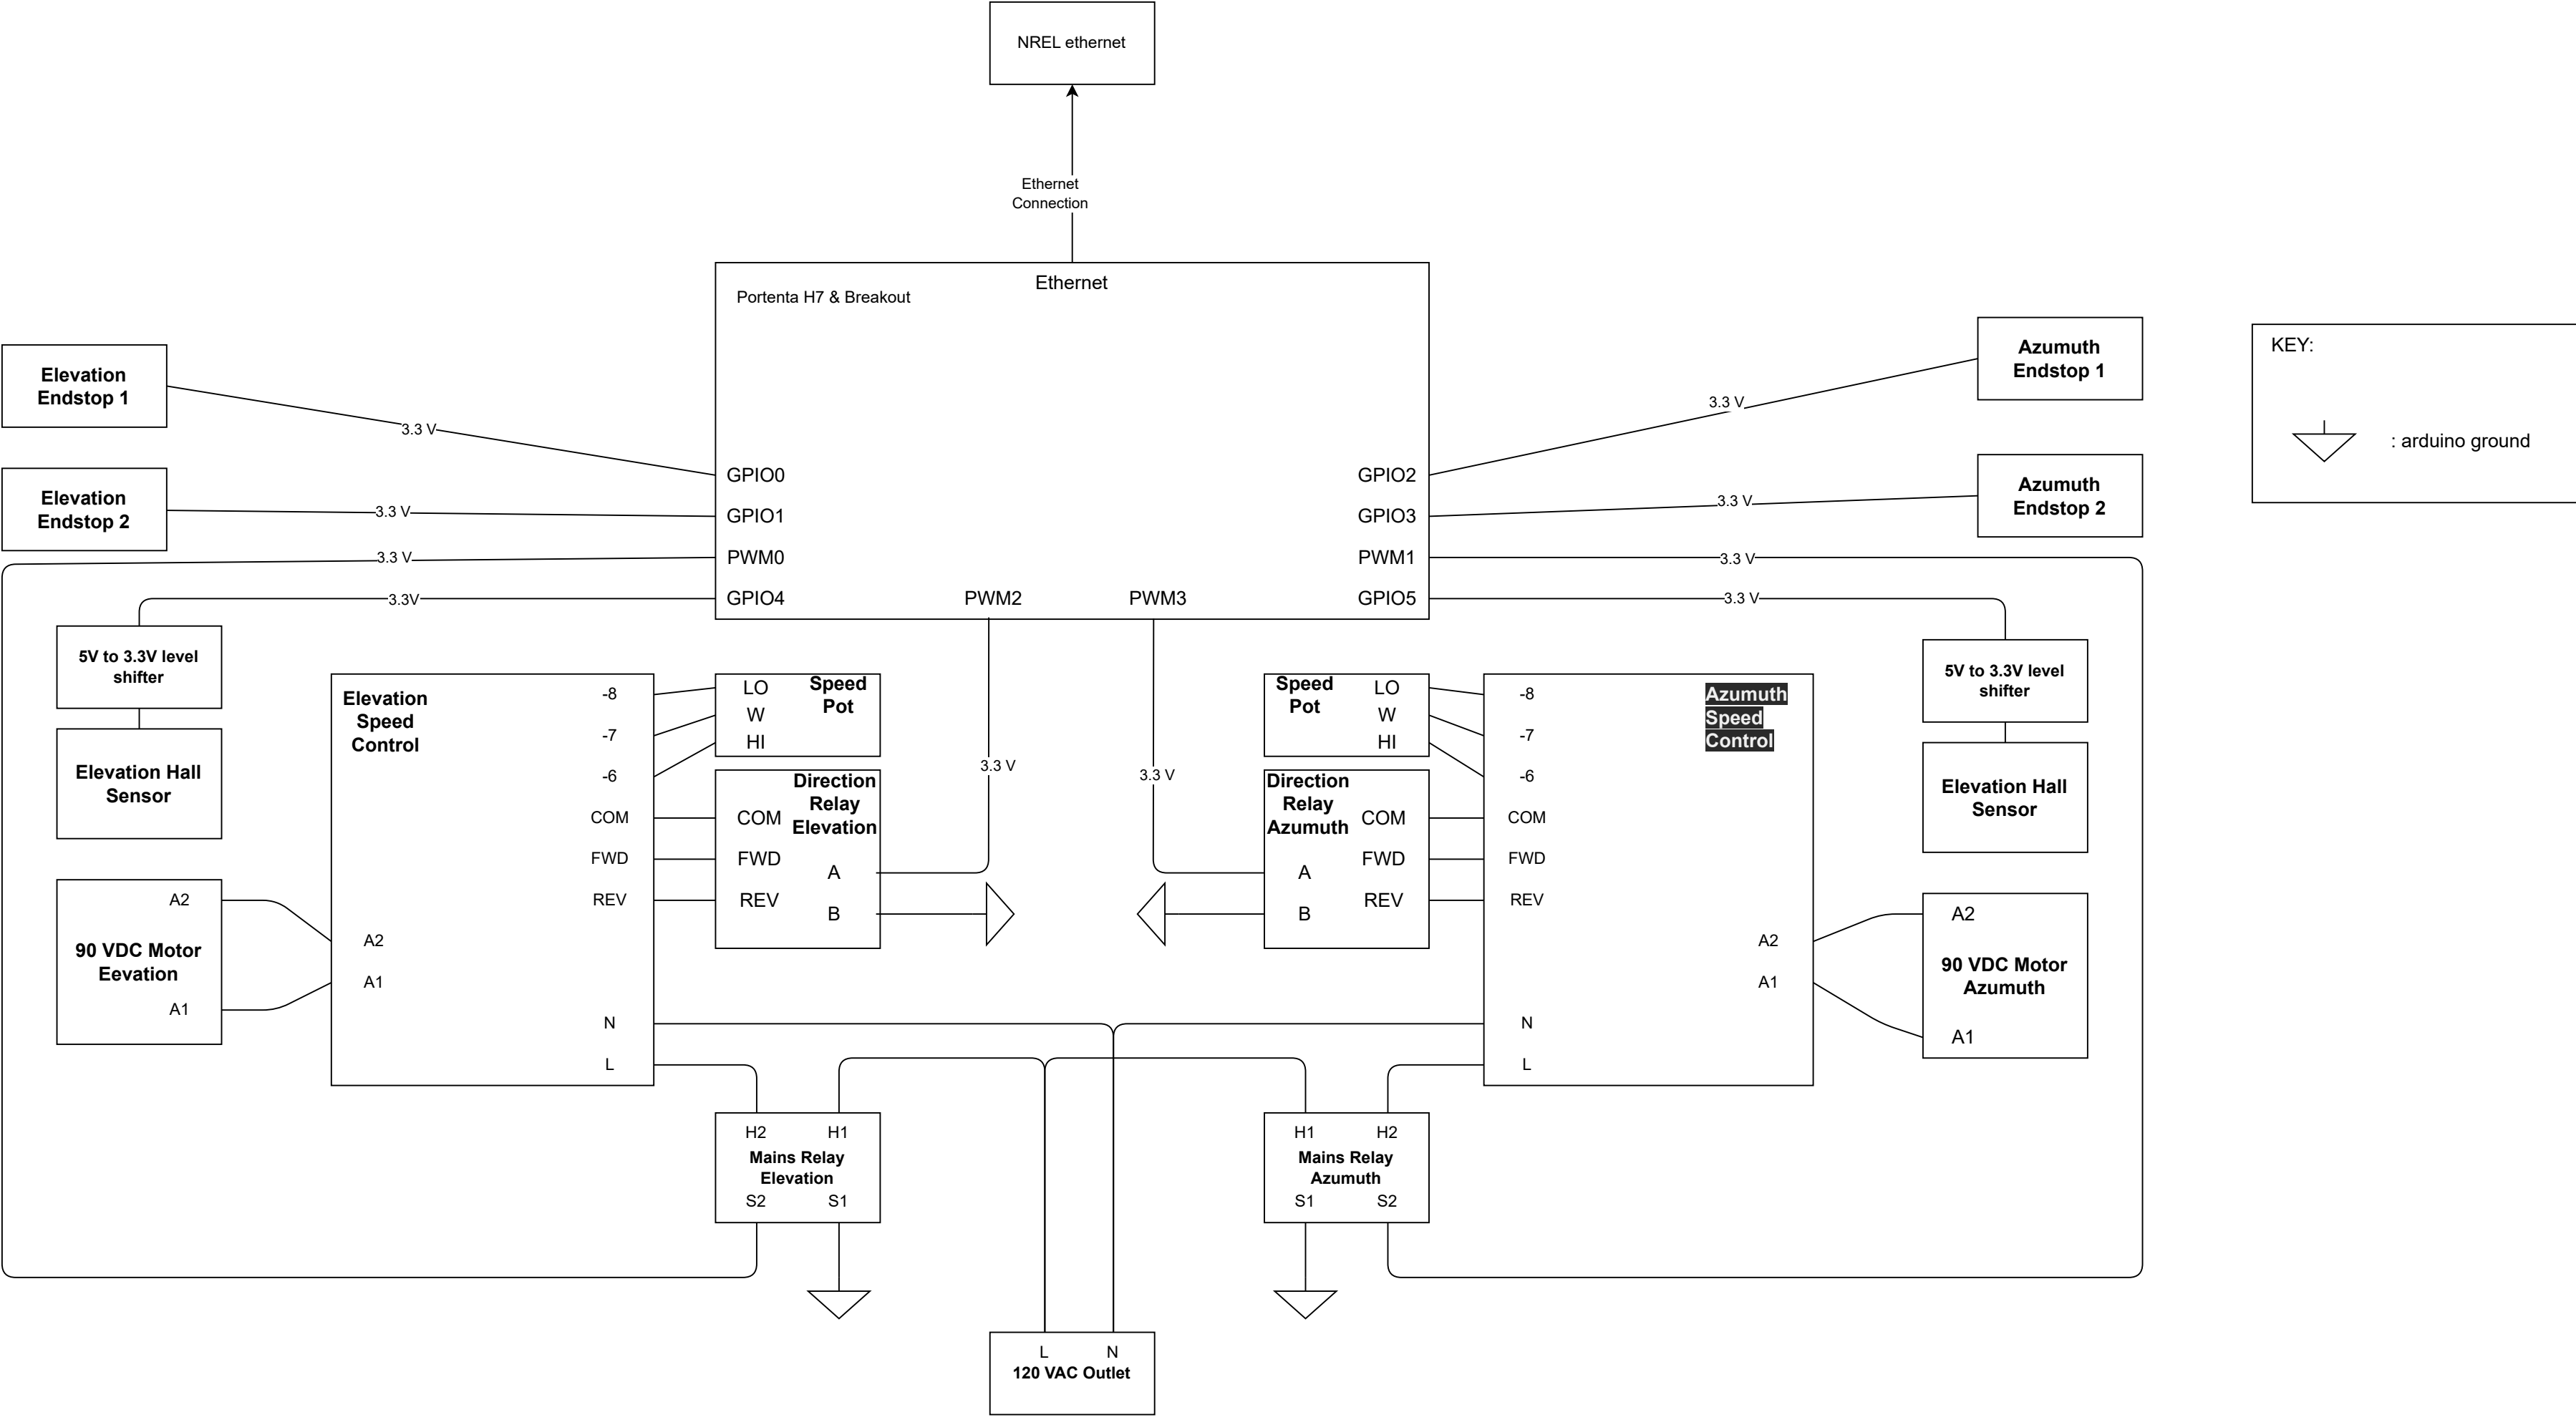 NREL ethernet
Ethernet
Connection
Ethernet
Portenta H7 & Breakout
Elevation
Endstop 1
3.3 V
Elevation
Endstop 2
3.3 V
3.3 V
3.3V
GPIO0
GPIO1
PWM0
GPIO4
PWM2
PWM3
GPIO2
GPIO3
PWM1
GPIO5
3.3 V
Azumuth
Endstop 1
3.3 V
Azumuth
Endstop 2
3.3 V
3.3 V
KEY:
: arduino ground
5V to 3.3V level
shifter
Elevation Hall
Sensor
A2
90 VDC Motor
Eevation
A1
Elevation
Speed
Control
-8
-7
-6
COM
FWD
REV
A2
A1
N
L
LO
W
HI
Speed
Pot
Direction
Relay
Elevation
COM
FWD
REV
A
B
3.3 V
3.3 V
Speed
Pot
LO
W
HI
Direction
Relay
Azumuth
COM
FWD
REV
A
B
-8
-7
-6
COM
FWD
REV
Azumuth
Speed
Control
A2
A1
N
L
5V to 3.3V level
shifter
Elevation Hall
Sensor
A2
90 VDC Motor
Azumuth
A1
H2 H1
Mains Relay
Elevation
S2 S1
H1 H2
Mains Relay
Azumuth
S1 S2
L N
120 VAC Outlet